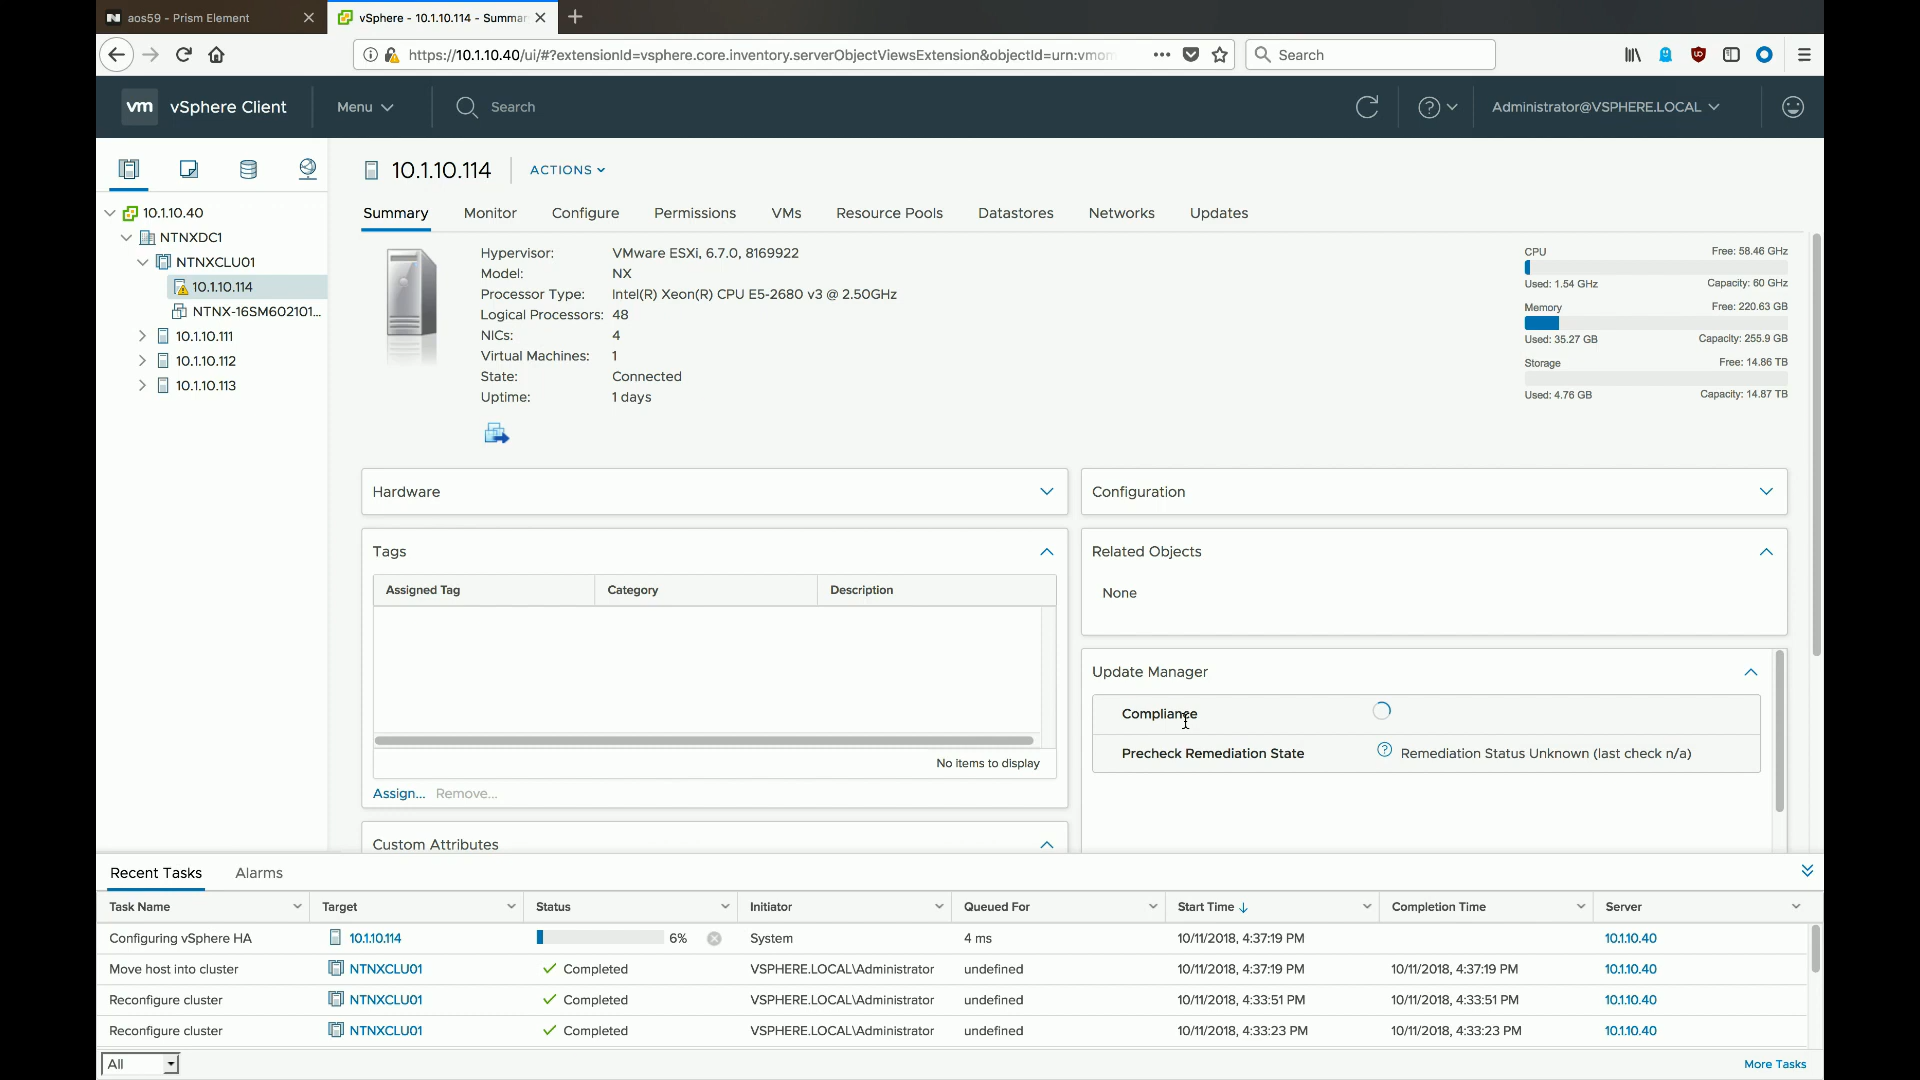 aos59 - Prism Element
vSphere - 10.1.10.114 - Summa
https://10.1.10.40/ui/#?extensionId=vsphere.core.inventory.serverObjectViewsExtension&objectId=urn:vmom
Search
vm vSphere Client
Menu
Search
Administrator@VSPHERE.LOCAL
10.1.10.40
NTNXDC1
NTNXCLU01
10.1.10.114
NTNX-16SM602101...
10.1.10.111
10.1.10.112
10.1.10.113
10.1.10.114
ACTIONS
Summary Monitor Configure Permissions VMs Resource Pools Datastores Networks Updates
Hypervisor: VMware ESXi, 6.7.0, 8169922
Model: NX
Processor Type: Intel(R) Xeon(R) CPU E5-2680 v3 @ 2.50GHz
Logical Processors: 48
NICs: 4
Virtual Machines: 1
State: Connected
Uptime: 1 days
CPU Free: 58.46 GHz
Used: 1.54 GHz Capacity: 60 GHz
Memory Free: 220.63 GB
Used: 35.27 GB Capacity: 255.9 GB
Storage Free: 14.86 TB
Used: 4.76 GB Capacity: 14.87 TB
Hardware
Configuration
Tags
Assigned Tag Category Description
No items to display
Assign... Remove...
Custom Attributes
Related Objects
None
Update Manager
Compliance
Precheck Remediation State Remediation Status Unknown (last check n/a)
Recent Tasks Alarms
Task Name Target Status Initiator Queued For Start Time Completion Time Server
Configuring vSphere HA 10.1.10.114 6% System 4 ms 10/11/2018, 4:37:19 PM 10.1.10.40
Move host into cluster NTNXCLU01 Completed VSPHERE.LOCAL\Administrator undefined 10/11/2018, 4:37:19 PM 10/11/2018, 4:37:19 PM 10.1.10.40
Reconfigure cluster NTNXCLU01 Completed VSPHERE.LOCAL\Administrator undefined 10/11/2018, 4:33:51 PM 10/11/2018, 4:33:51 PM 10.1.10.40
Reconfigure cluster NTNXCLU01 Completed VSPHERE.LOCAL\Administrator undefined 10/11/2018, 4:33:23 PM 10/11/2018, 4:33:23 PM 10.1.10.40
All
More Tasks